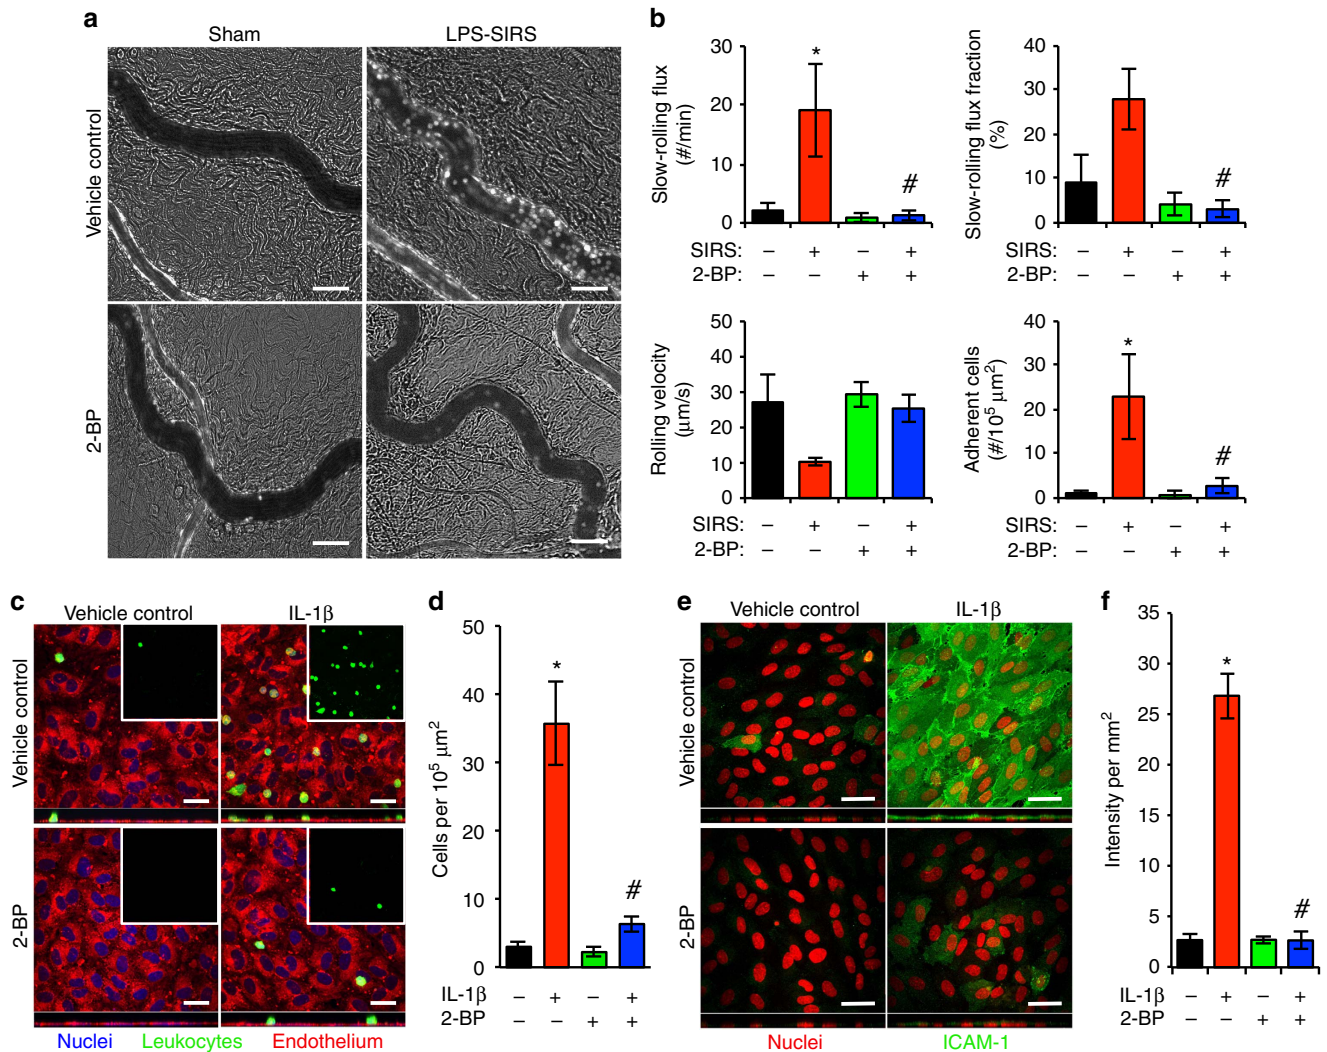 a
Sham
LPS-SIRS
Vehicle control
2-BP
b
Slow-rolling flux
(#/min)
30
20
10
0
*
#
SIRS: – + – +
2-BP: – – + +
Slow-rolling flux fraction
(%)
40
30
20
10
0
#
– + – +
– – + +
Rolling velocity
(μm/s)
50
40
30
20
10
0
SIRS: – + – +
2-BP: – – + +
Adherent cells
(#/10⁵ μm²)
40
30
20
10
0
*
#
SIRS: – + – +
2-BP: – – + +
c
Vehicle control
IL-1β
Vehicle control
2-BP
Nuclei
Leukocytes
Endothelium
d
Cells per 10⁵ μm²
50
40
30
20
10
0
*
#
IL-1β – + – +
2-BP – – + +
e
Vehicle control
IL-1β
Vehicle control
2-BP
Nuclei
ICAM-1
f
Intensity per mm²
35
30
25
20
15
10
5
0
*
#
IL-1β – + – +
2-BP – – + +